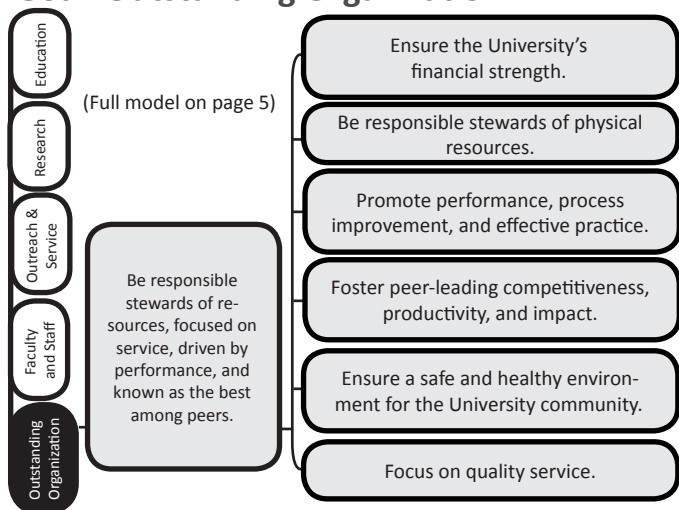 Education
Research
Outreach &
Service
Faculty
and Staff
Outstanding
Organization
(Full model on page 5)
Be responsible
stewards of re-
sources, focused on
service, driven by
performance, and
known as the best
among peers.
Ensure the University's
financial strength.
Be responsible stewards of physical
resources.
Promote performance, process
improvement, and effective practice.
Foster peer-leading competitiveness,
productivity, and impact.
Ensure a safe and healthy environ-
ment for the University community.
Focus on quality service.